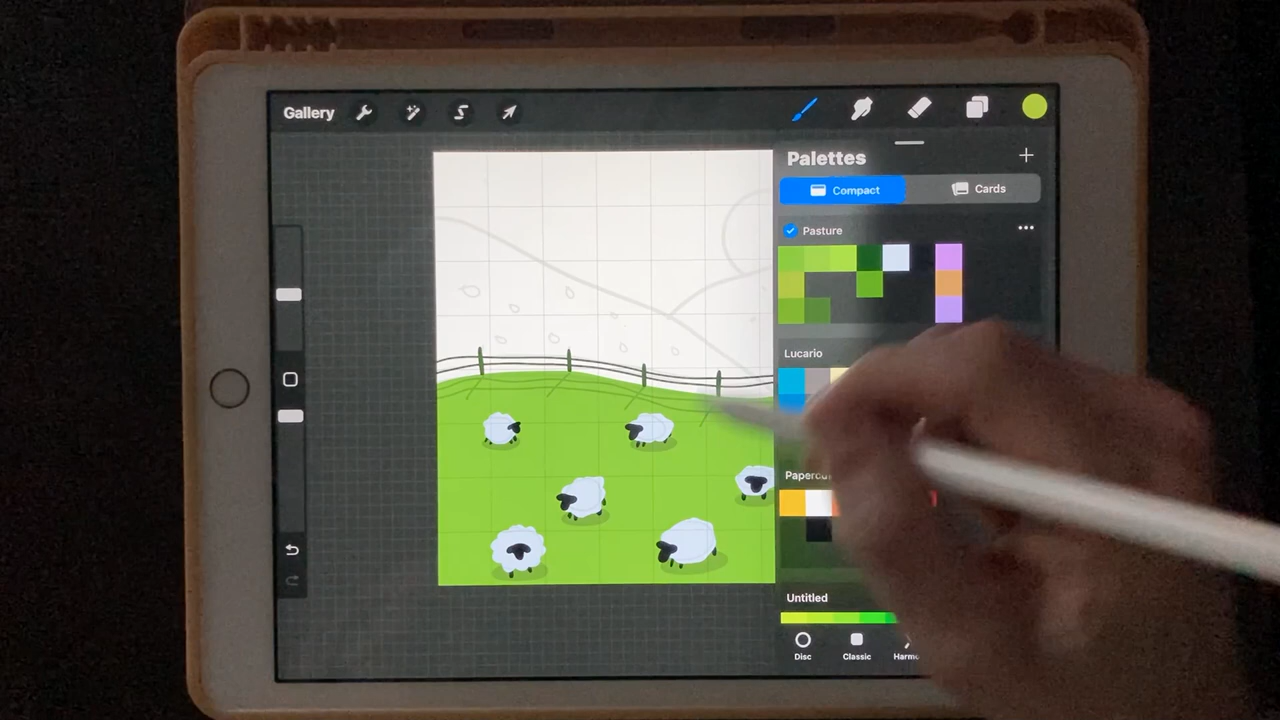 Gallery
Palettes
Compact
Cards
Pasture
Lucario
Untitled
Disc
Classic